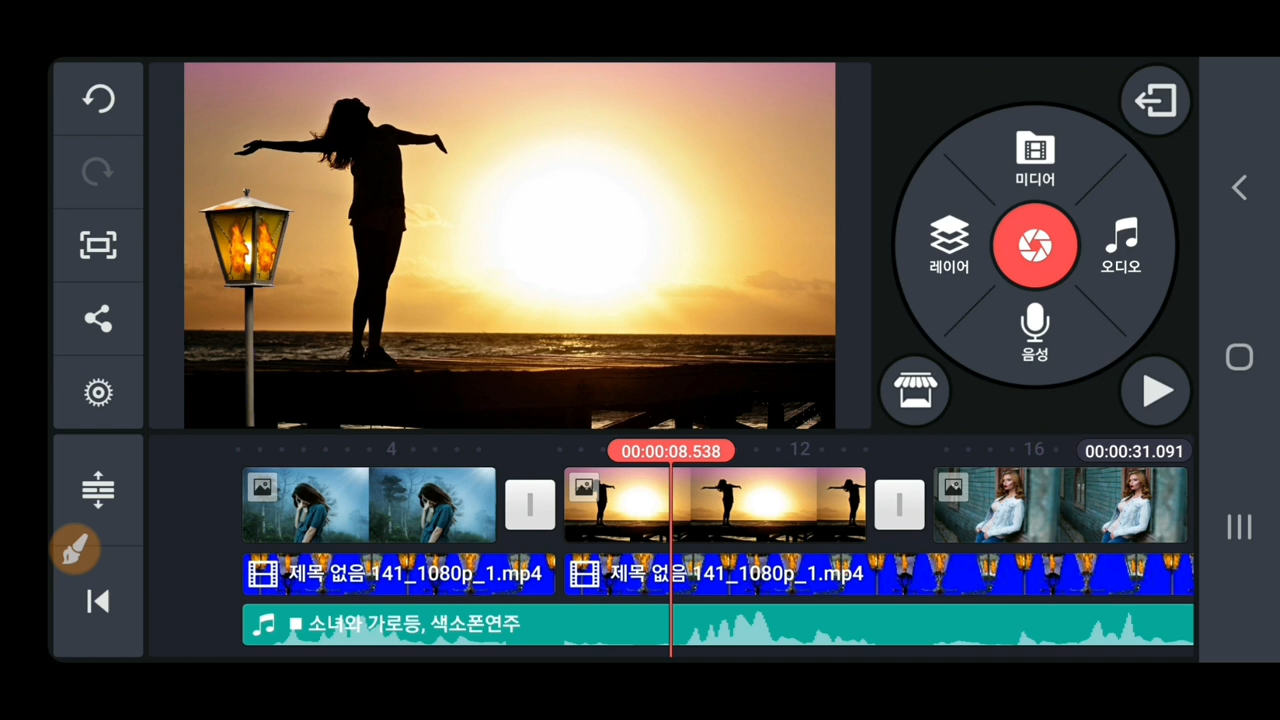 미디어
레이어
오디오
음성
4
00:00:08.538
12
16
00:00:31.091
제목 없음 141_1080p_1.mp4
제목 없음 141_1080p_1.mp4
■ 소녀와 가로등, 색소폰연주